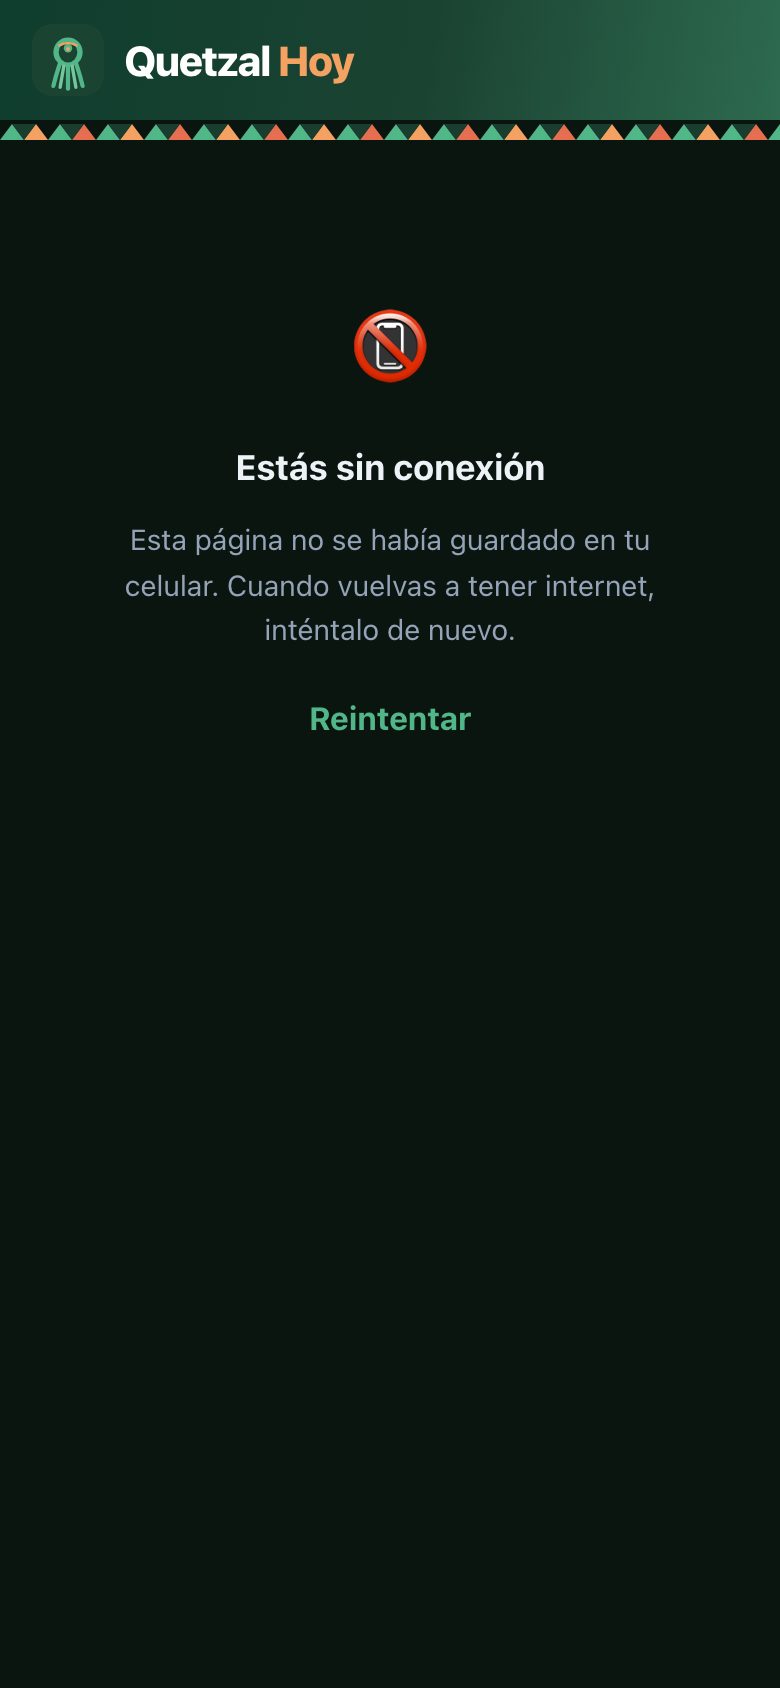 Quetzal Hoy
Estás sin conexión
Esta página no se había guardado en tu
celular. Cuando vuelvas a tener internet,
inténtalo de nuevo.
Reintentar